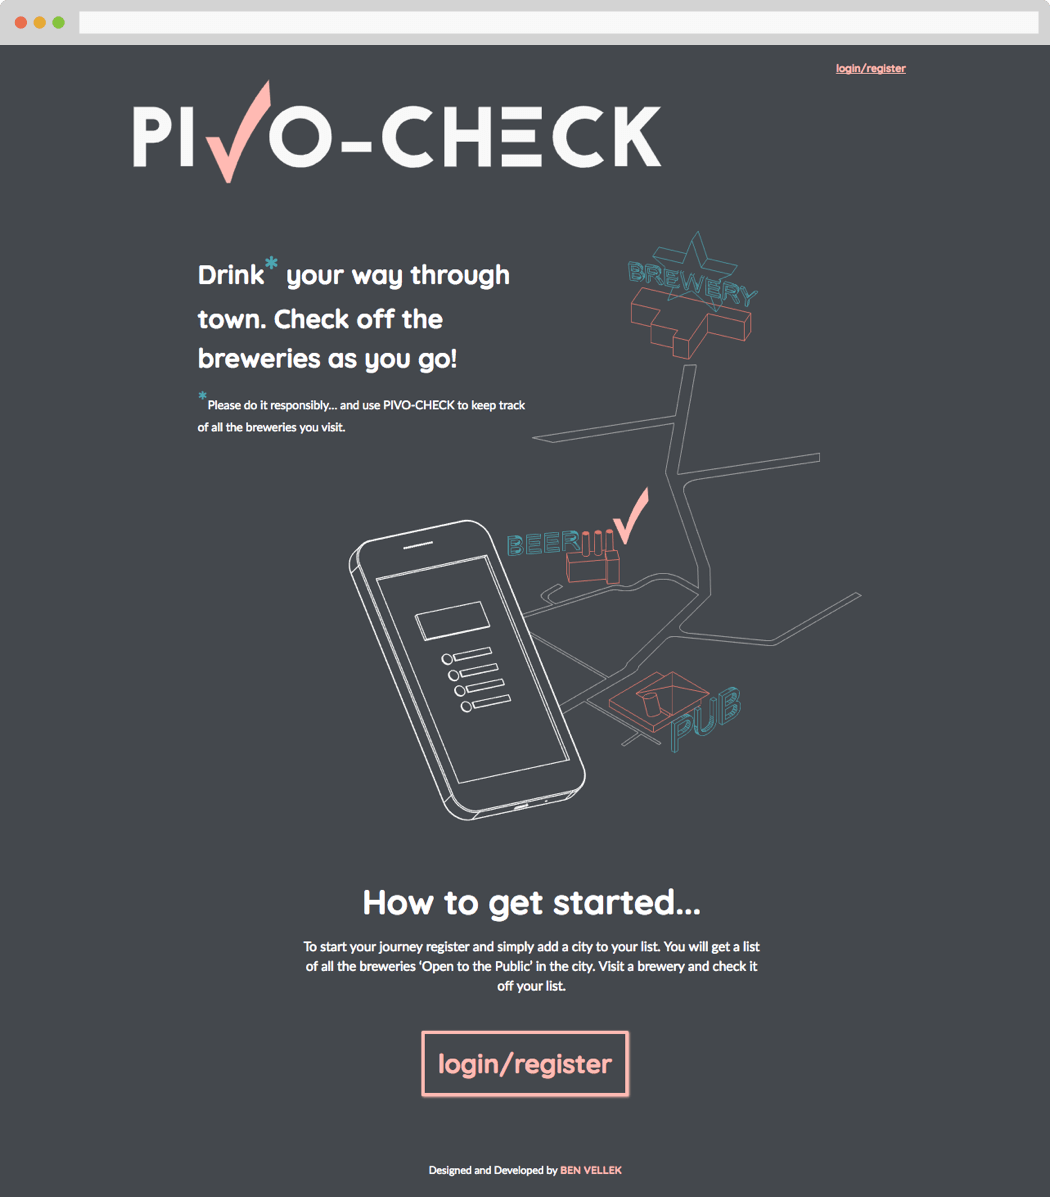 login/register
PIVO-CHECK
Drink* your way through
town. Check off the
breweries as you go!
*Please do it responsibly... and use PIVO-CHECK to keep track
of all the breweries you visit.
BREWERY
BEER
PUB
How to get started...
To start your journey register and simply add a city to your list. You will get a list
of all the breweries ‘Open to the Public’ in the city. Visit a brewery and check it
off your list.
login/register
Designed and Developed by BEN VELLEK